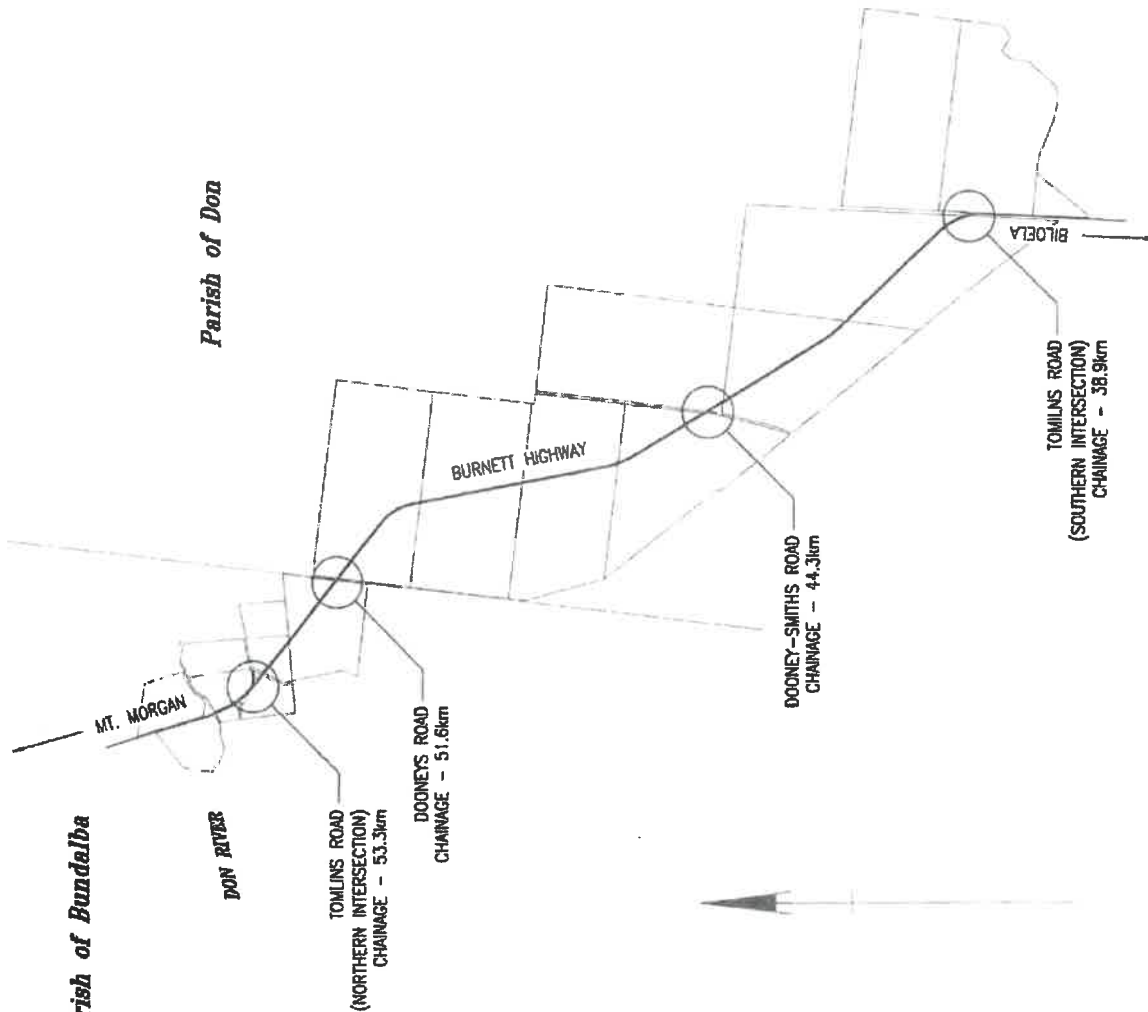 Parish of Don
MT. MORGAN
rish of Bundalba
DON RIVER
BURNETT HIGHWAY
TOMLINS ROAD
(NORTHERN INTERSECTION)
CHAINAGE - 53.3km
DOONEYS ROAD
CHAINAGE - 51.6km
DOONEY-SMITHS ROAD
CHAINAGE - 44.3km
BILOELA
TOMILNS ROAD
(SOUTHERN INTERSECTION)
CHAINAGE - 38.9km